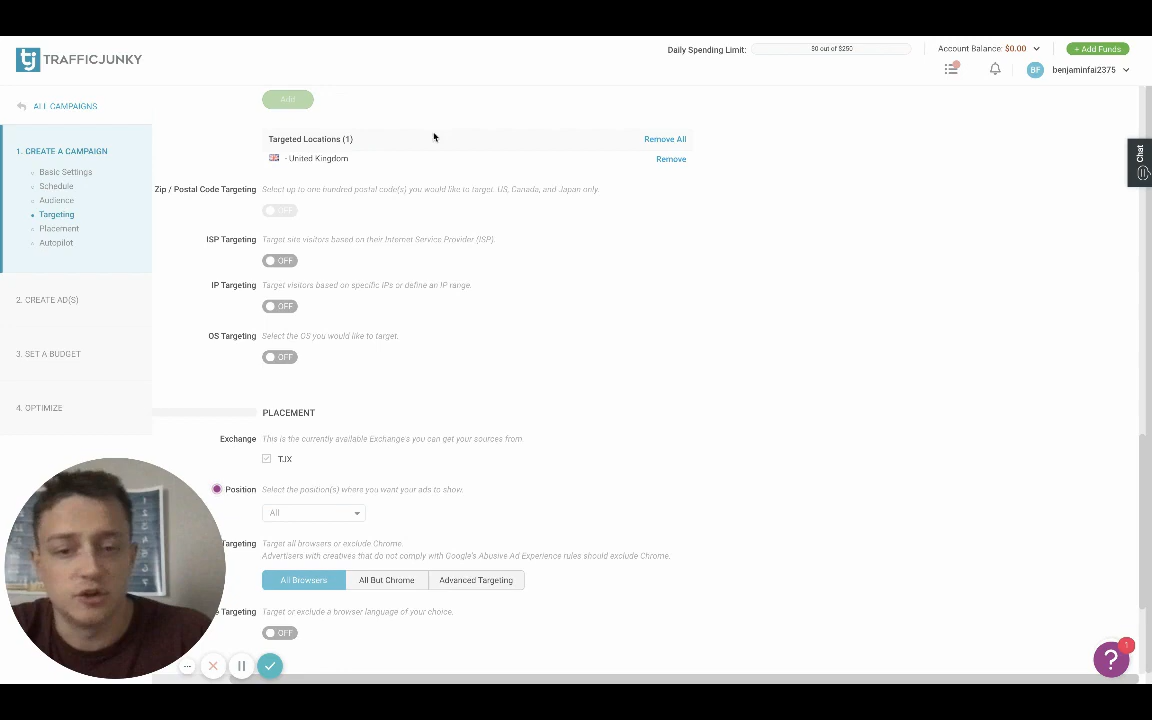 TRAFFICJUNKY
Daily Spending Limit:
$0 out of $250
Account Balance: $0.00
+ Add Funds
BF
benjaminfai2375
ALL CAMPAIGNS
1. CREATE A CAMPAIGN
Basic Settings
Schedule
Audience
Targeting
Placement
Autopilot
2. CREATE AD(S)
3. SET A BUDGET
4. OPTIMIZE
Add
Targeted Locations (1)
Remove All
- United Kingdom
Remove
Zip / Postal Code Targeting
Select up to one hundred postal code(s) you would like to target. US, Canada, and Japan only.
OFF
ISP Targeting
Target site visitors based on their Internet Service Provider (ISP).
OFF
IP Targeting
Target visitors based on specific IPs or define an IP range.
OFF
OS Targeting
Select the OS you would like to target.
OFF
PLACEMENT
Exchange
This is the currently available Exchange's you can get your sources from
TJX
Position
Select the position(s) where you want your ads to show.
All
Targeting
Target all browsers or exclude Chrome.
Advertisers with creatives that do not comply with Google's Abusive Ad Experience rules should exclude Chrome.
All Browsers
All But Chrome
Advanced Targeting
Targeting
Target or exclude a browser language of your choice.
OFF
Chat
?
1